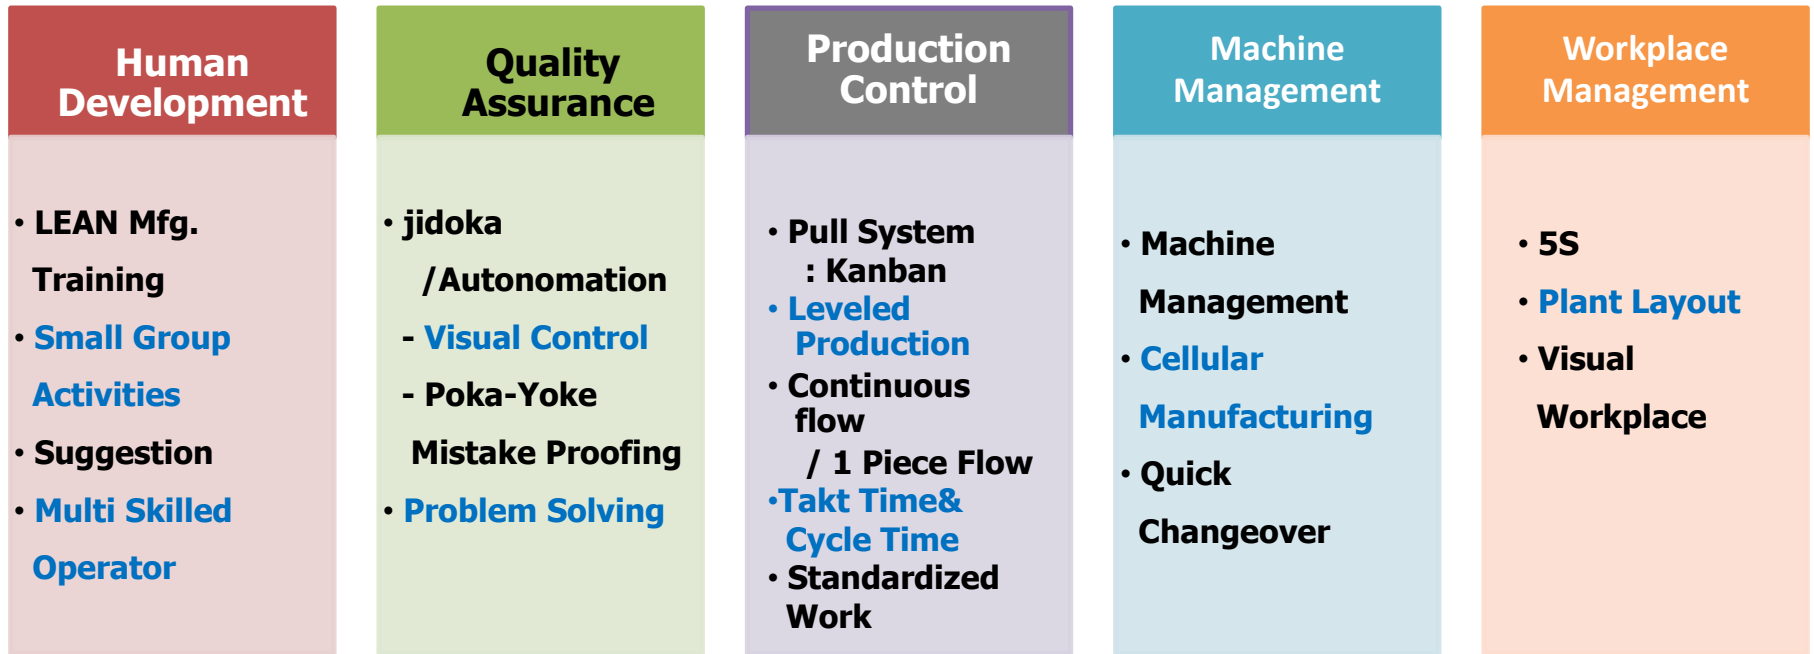 Human
Development
• LEAN Mfg.
Training
• Small Group
Activities
• Suggestion
• Multi Skilled
Operator
Quality
Assurance
• jidoka
/Autonomation
- Visual Control
- Poka-Yoke
Mistake Proofing
• Problem Solving
Production
Control
• Pull System
: Kanban
• Leveled
Production
• Continuous
flow
/ 1 Piece Flow
•Takt Time&
Cycle Time
• Standardized
Work
Machine
Management
• Machine
Management
• Cellular
Manufacturing
• Quick
Changeover
Workplace
Management
• 5S
• Plant Layout
• Visual
Workplace